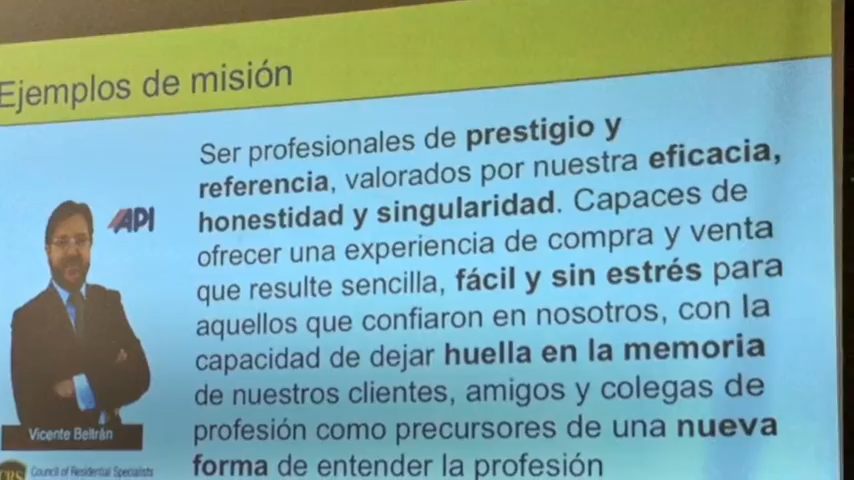 Ejemplos de misión
Ser profesionales de prestigio y
referencia, valorados por nuestra eficacia,
honestidad y singularidad. Capaces de
ofrecer una experiencia de compra y venta
que resulte sencilla, fácil y sin estrés para
aquellos que confiaron en nosotros, con la
capacidad de dejar huella en la memoria
de nuestros clientes, amigos y colegas de
profesión como precursores de una nueva
forma de entender la profesión
API
Vicente Beltrán
CRS
Council of Residential Specialists